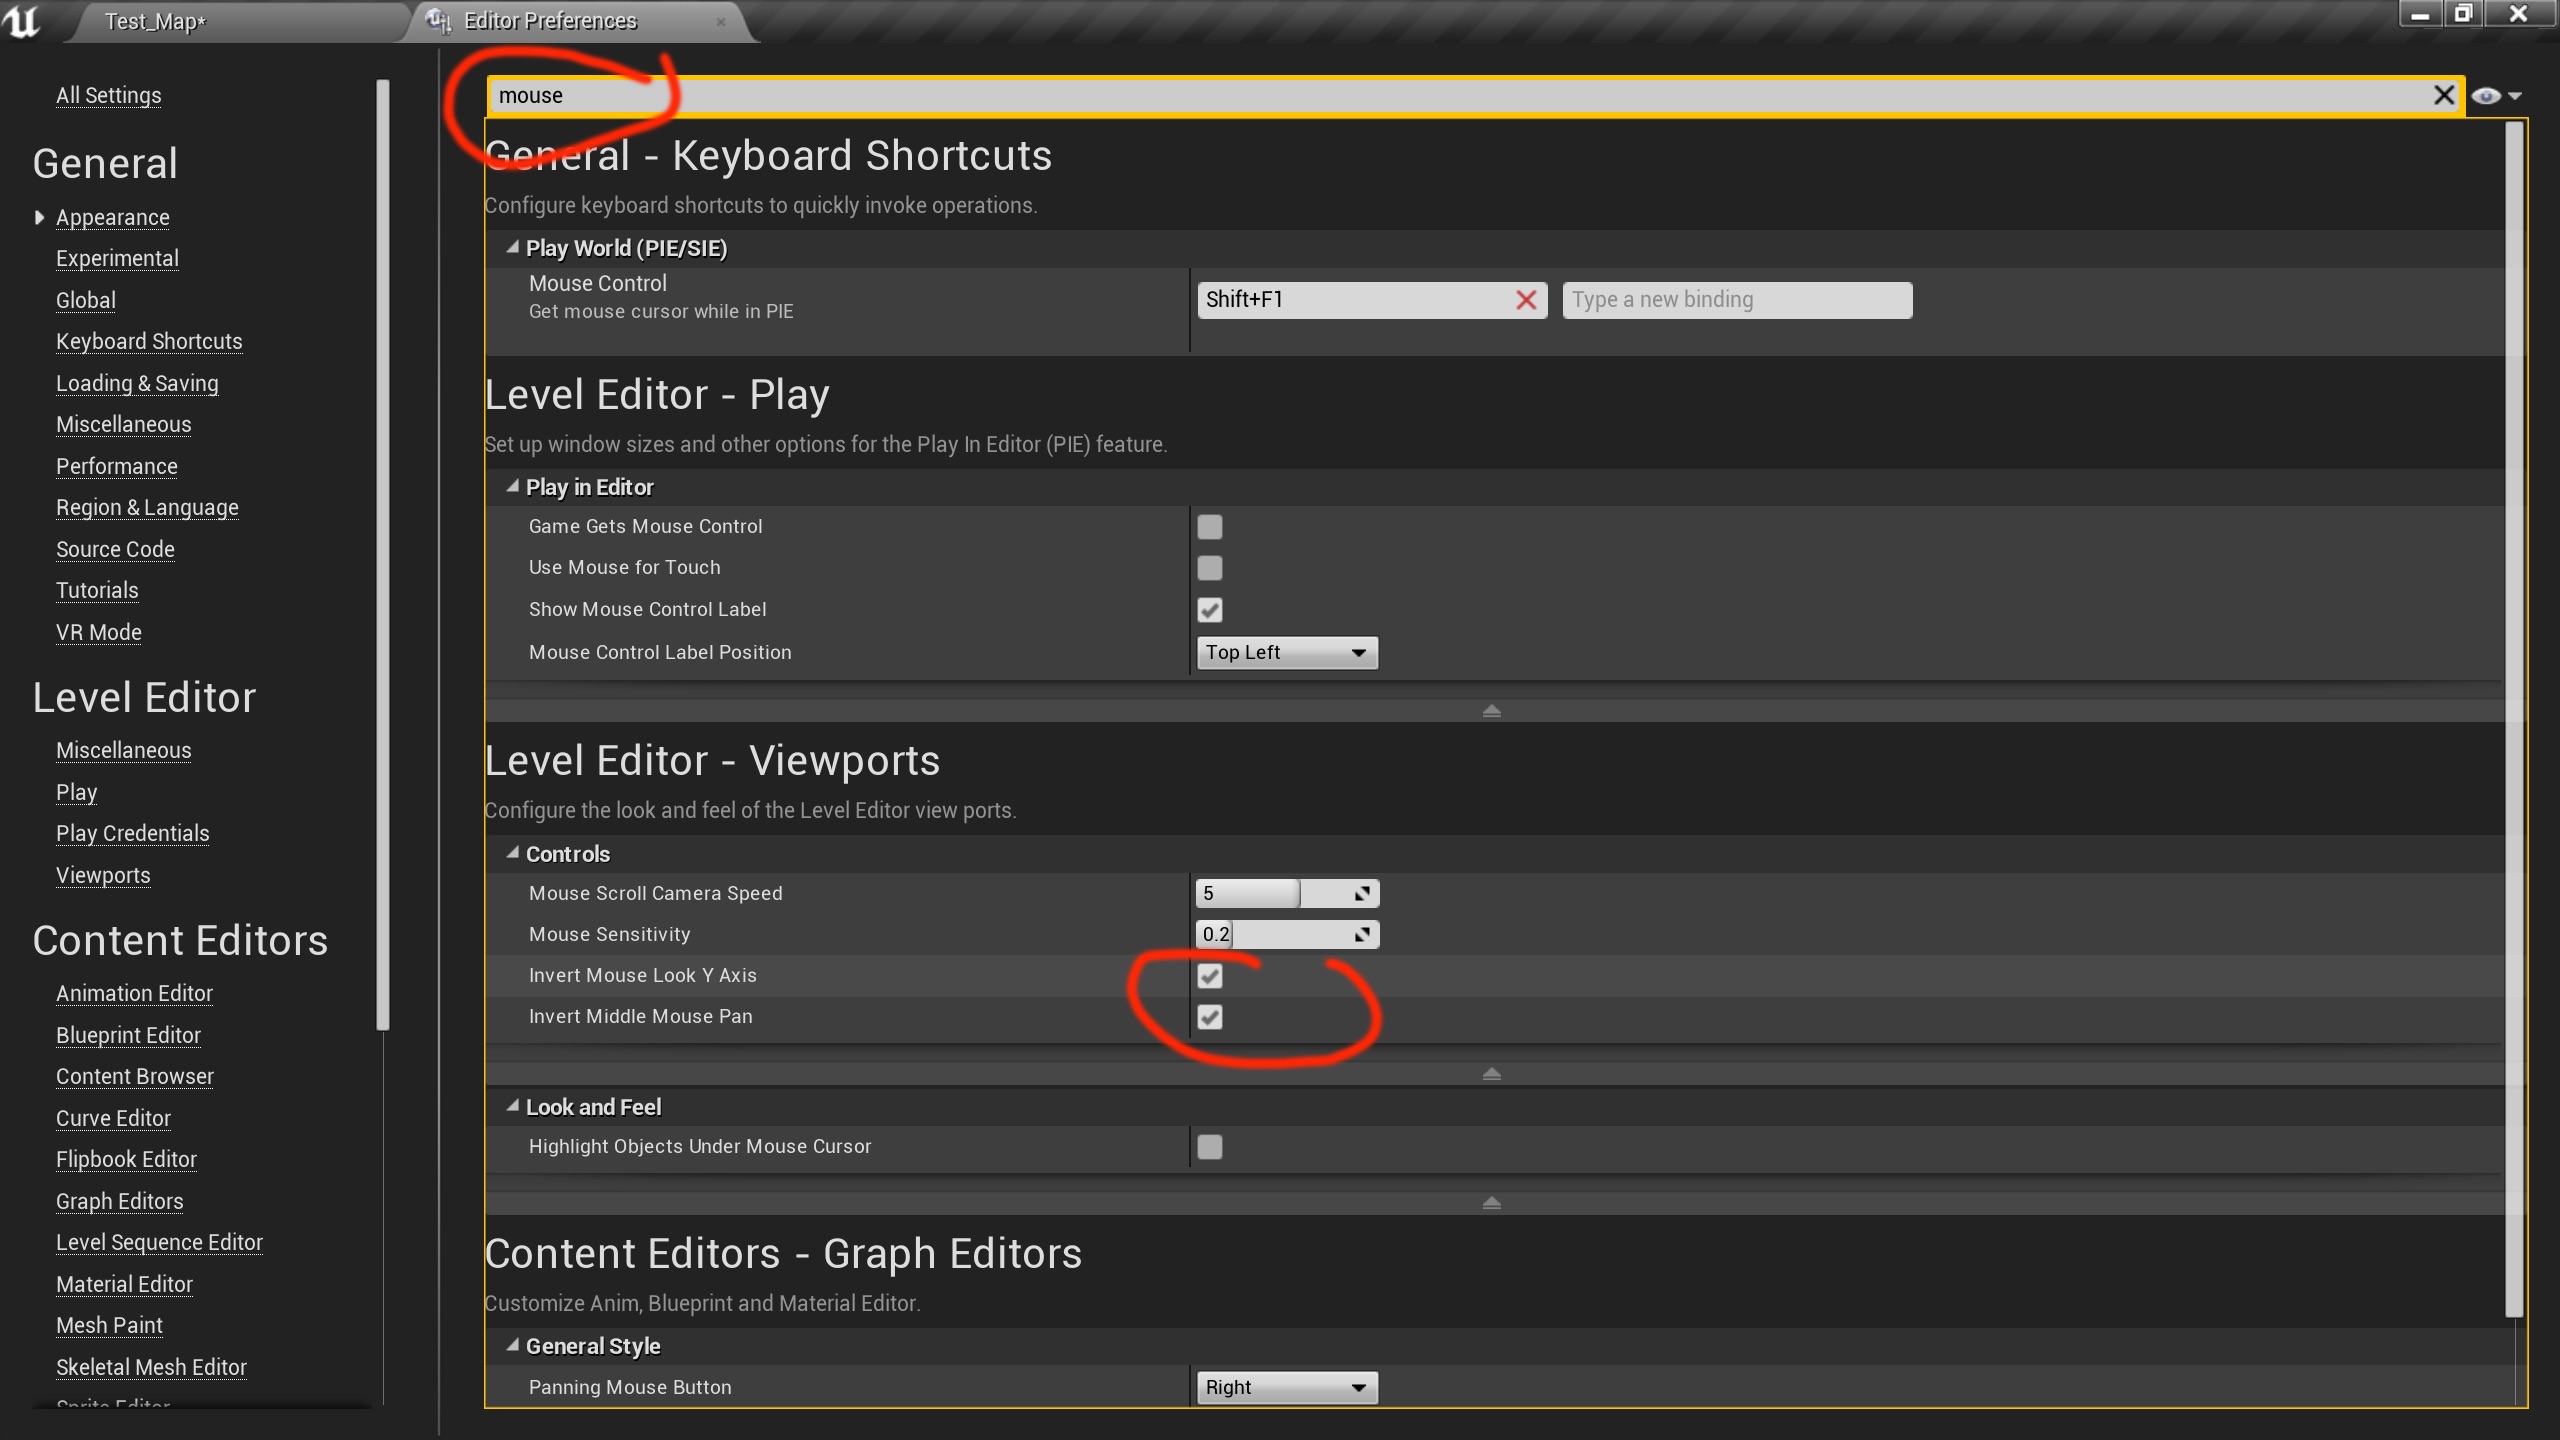 Test_Map*
Editor Preferences
All Settings
General
Appearance
Experimental
Global
Keyboard Shortcuts
Loading & Saving
Miscellaneous
Performance
Region & Language
Source Code
Tutorials
VR Mode
Level Editor
Miscellaneous
Play
Play Credentials
Viewports
Content Editors
Animation Editor
Blueprint Editor
Content Browser
Curve Editor
Flipbook Editor
Graph Editors
Level Sequence Editor
Material Editor
Mesh Paint
Skeletal Mesh Editor
Sprite Editor
mouse
General - Keyboard Shortcuts
Configure keyboard shortcuts to quickly invoke operations.
Play World (PIE/SIE)
Mouse Control
Get mouse cursor while in PIE
Shift+F1
Type a new binding
Level Editor - Play
Set up window sizes and other options for the Play In Editor (PIE) feature.
Play in Editor
Game Gets Mouse Control
Use Mouse for Touch
Show Mouse Control Label
Mouse Control Label Position
Top Left
Level Editor - Viewports
Configure the look and feel of the Level Editor view ports.
Controls
Mouse Scroll Camera Speed
5
Mouse Sensitivity
0.2
Invert Mouse Look Y Axis
Invert Middle Mouse Pan
Look and Feel
Highlight Objects Under Mouse Cursor
Content Editors - Graph Editors
Customize Anim, Blueprint and Material Editor.
General Style
Panning Mouse Button
Right